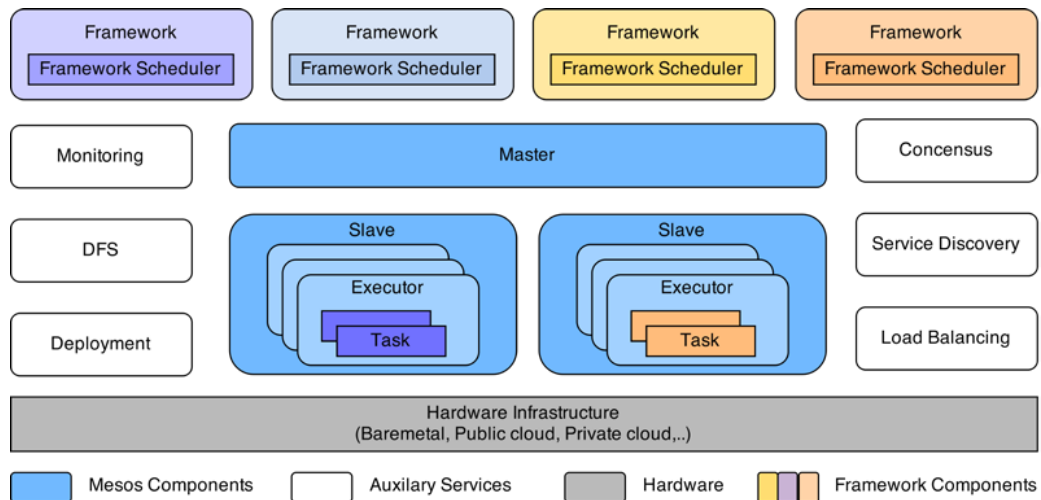 Framework
Framework Scheduler
Framework
Framework Scheduler
Framework
Framework Scheduler
Framework
Framework Scheduler
Monitoring
Master
Concensus
DFS
Slave
Executor
Task
Slave
Executor
Task
Service Discovery
Deployment
Load Balancing
Hardware Infrastructure
(Baremetal, Public cloud, Private cloud,..)
Mesos Components
Auxilary Services
Hardware
Framework Components